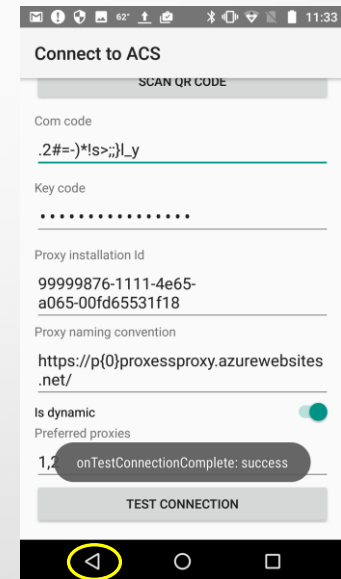 62°
11:33
Connect to ACS
SCAN QR CODE
Com code
.2#=-)*!s>;;}l_y
Key code
••••••••••••••••
Proxy installation Id
99999876-1111-4e65-
a065-00fd65531f18
Proxy naming convention
https://p{0}proxessproxy.azurewebsites
.net/
Is dynamic
Preferred proxies
1,2
onTestConnectionComplete: success
TEST CONNECTION